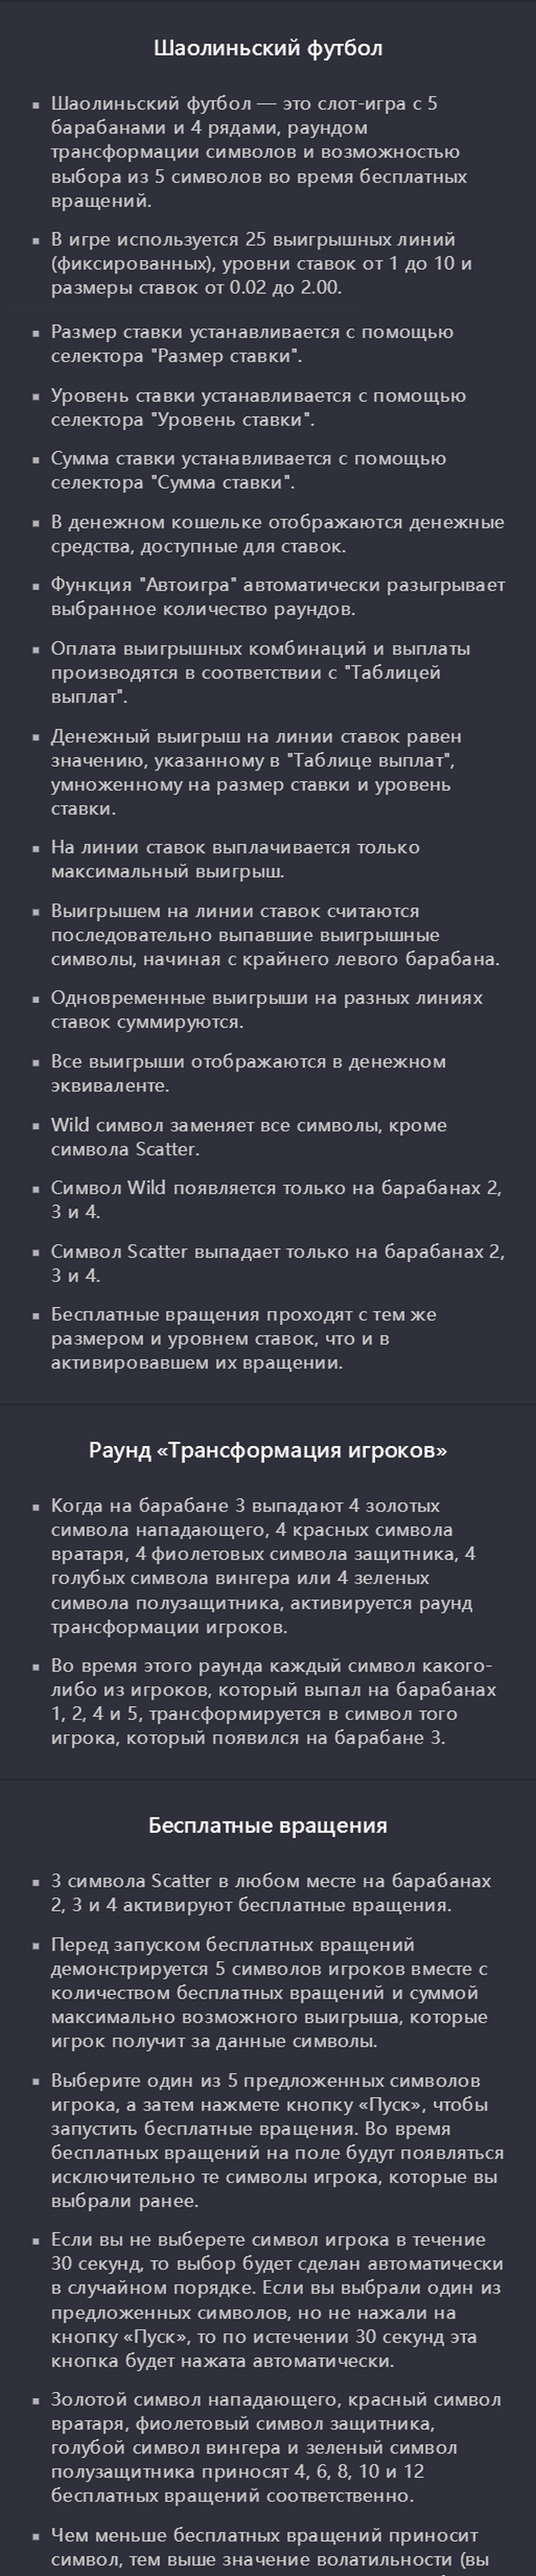 Шаолиньский футбол
Шаолиньский футбол — это слот-игра с 5
барабанами и 4 рядами, раундом
трансформации символов и возможностью
выбора из 5 символов во время бесплатных
вращений.
В игре используется 25 выигрышных линий
(фиксированных), уровни ставок от 1 до 10 и
размеры ставок от 0.02 до 2.00.
Размер ставки устанавливается с помощью
селектора "Размер ставки".
Уровень ставки устанавливается с помощью
селектора "Уровень ставки".
Сумма ставки устанавливается с помощью
селектора "Сумма ставки".
В денежном кошельке отображаются денежные
средства, доступные для ставок.
Функция "Автоигра" автоматически разыгрывает
выбранное количество раундов.
Оплата выигрышных комбинаций и выплаты
производятся в соответствии с "Таблицей
выплат".
Денежный выигрыш на линии ставок равен
значению, указанному в "Таблице выплат",
умноженному на размер ставки и уровень
ставки.
На линии ставок выплачивается только
максимальный выигрыш.
Выигрышем на линии ставок считаются
последовательно выпавшие выигрышные
символы, начиная с крайнего левого барабана.
Одновременные выигрыши на разных линиях
ставок суммируются.
Все выигрыши отображаются в денежном
эквиваленте.
Wild символ заменяет все символы, кроме
символа Scatter.
Символ Wild появляется только на барабанах 2,
3 и 4.
Символ Scatter выпадает только на барабанах 2,
3 и 4.
Бесплатные вращения проходят с тем же
размером и уровнем ставок, что и в
активировавшем их вращении.
Раунд «Трансформация игроков»
Когда на барабане 3 выпадают 4 золотых
символа нападающего, 4 красных символа
вратаря, 4 фиолетовых символа защитника, 4
голубых символа вингера или 4 зеленых
символа полузащитника, активируется раунд
трансформации игроков.
Во время этого раунда каждый символ какого-
либо из игроков, который выпал на барабанах
1, 2, 4 и 5, трансформируется в символ того
игрока, который появился на барабане 3.
Бесплатные вращения
3 символа Scatter в любом месте на барабанах
2, 3 и 4 активируют бесплатные вращения.
Перед запуском бесплатных вращений
демонстрируется 5 символов игроков вместе с
количеством бесплатных вращений и суммой
максимально возможного выигрыша, которые
игрок получит за данные символы.
Выберите один из 5 предложенных символов
игрока, а затем нажмете кнопку «Пуск», чтобы
запустить бесплатные вращения. Во время
бесплатных вращений на поле будут появляться
исключительно те символы игрока, которые вы
выбрали ранее.
Если вы не выберете символ игрока в течение
30 секунд, то выбор будет сделан автоматически
в случайном порядке. Если вы выбрали один из
предложенных символов, но не нажали на
кнопку «Пуск», то по истечении 30 секунд эта
кнопка будет нажата автоматически.
Золотой символ нападающего, красный символ
вратаря, фиолетовый символ защитника,
голубой символ вингера и зеленый символ
полузащитника приносят 4, 6, 8, 10 и 12
бесплатных вращений соответственно.
Чем меньше бесплатных вращений приносит
символ, тем выше значение волатильности (вы